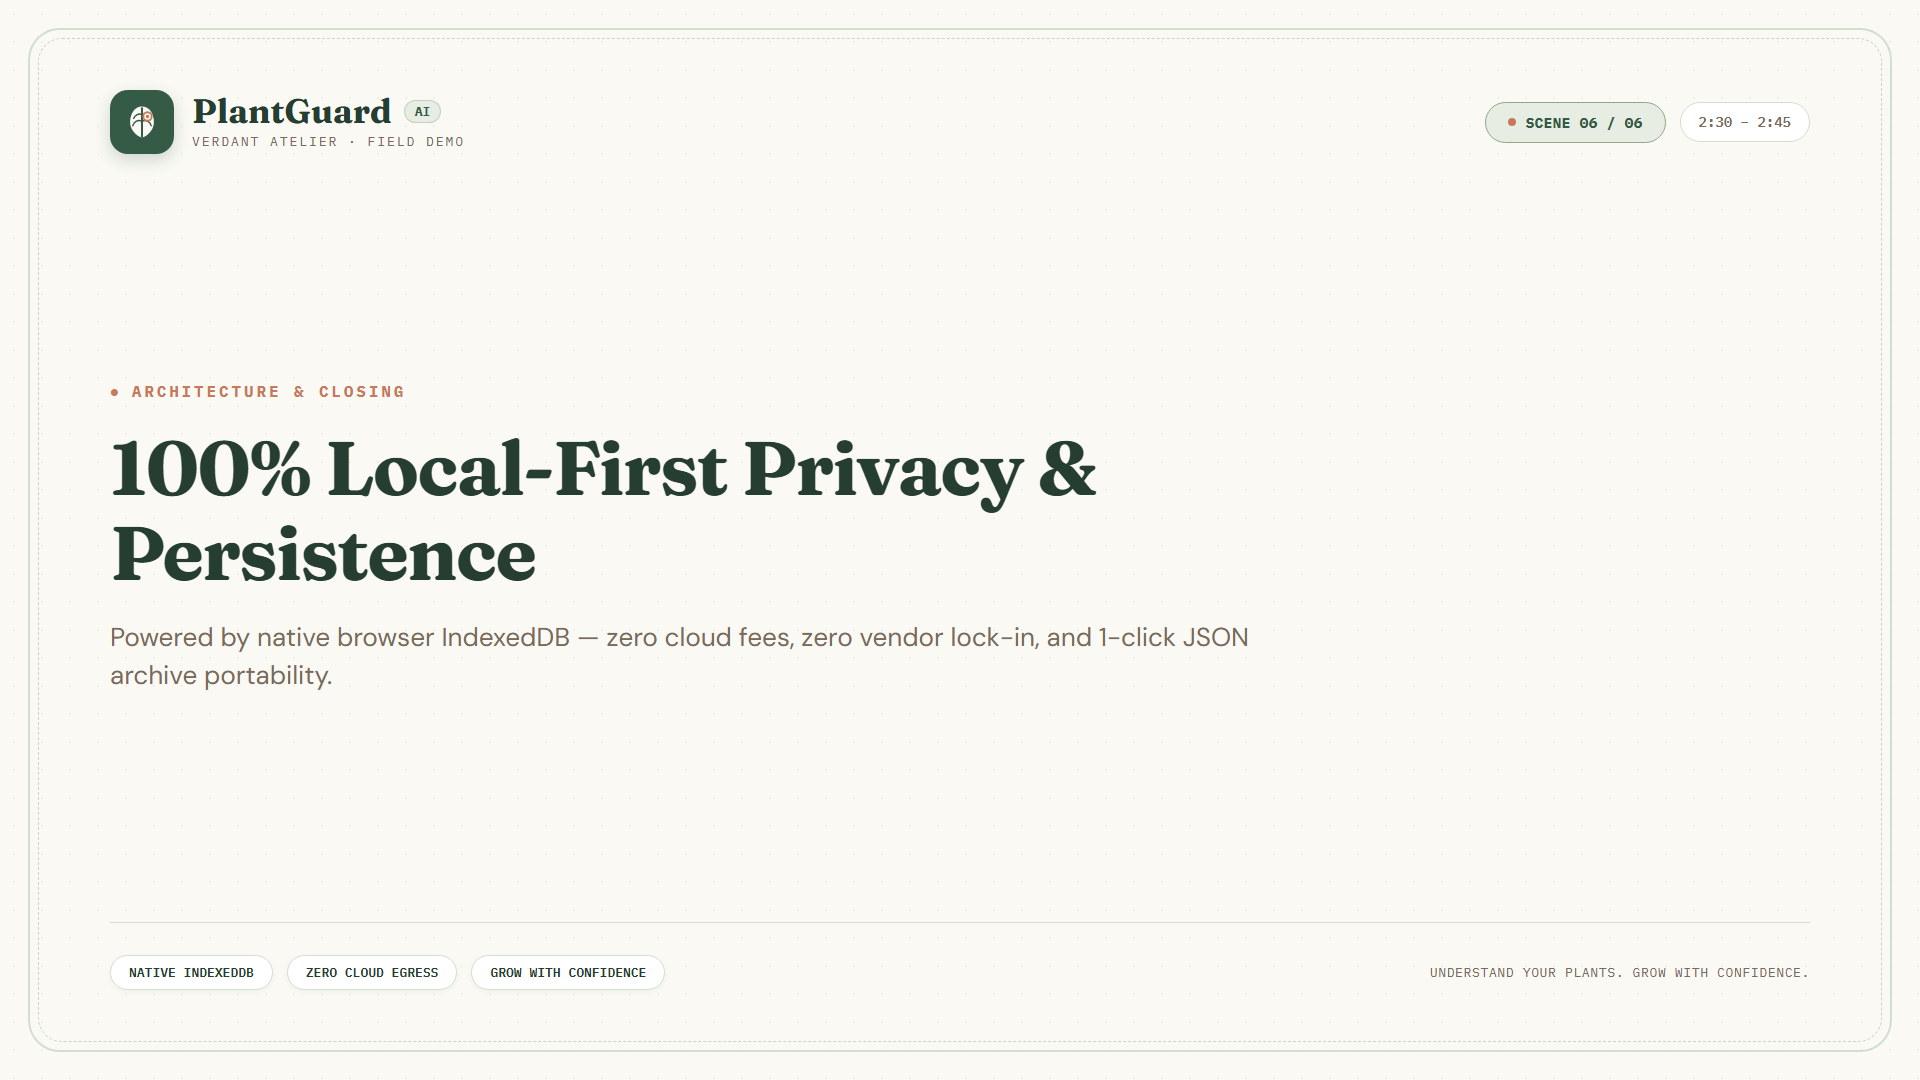 PlantGuard AI
VERDANT ATELIER · FIELD DEMO
SCENE 06 / 06
2:30 – 2:45
ARCHITECTURE & CLOSING
100% Local-First Privacy &
Persistence
Powered by native browser IndexedDB — zero cloud fees, zero vendor lock-in, and 1-click JSON
archive portability.
NATIVE INDEXEDDB
ZERO CLOUD EGRESS
GROW WITH CONFIDENCE
UNDERSTAND YOUR PLANTS. GROW WITH CONFIDENCE.